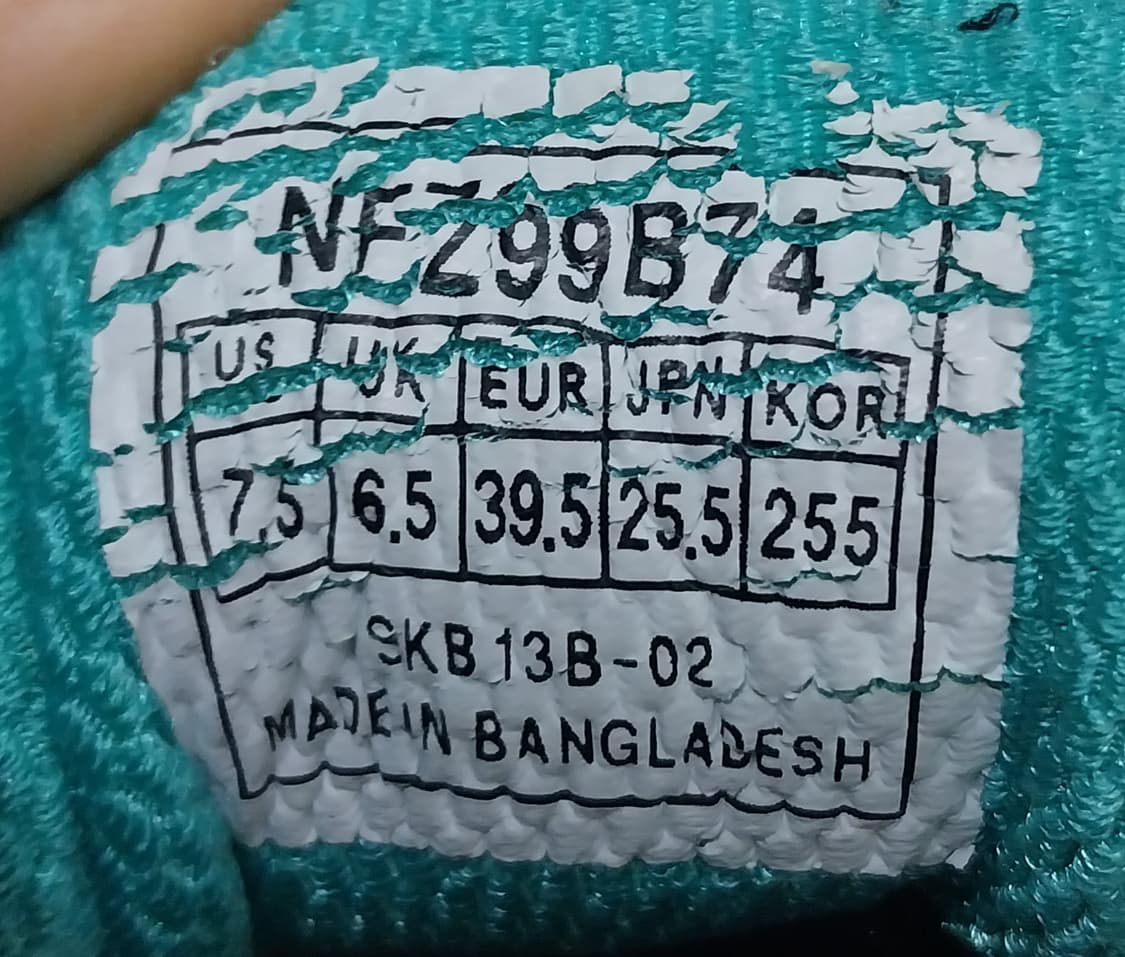 NFZ99B74
US UK EUR JPN KOR
7.5 6.5 39.5 25.5 255
SKB13B-02
MADE IN BANGLADESH